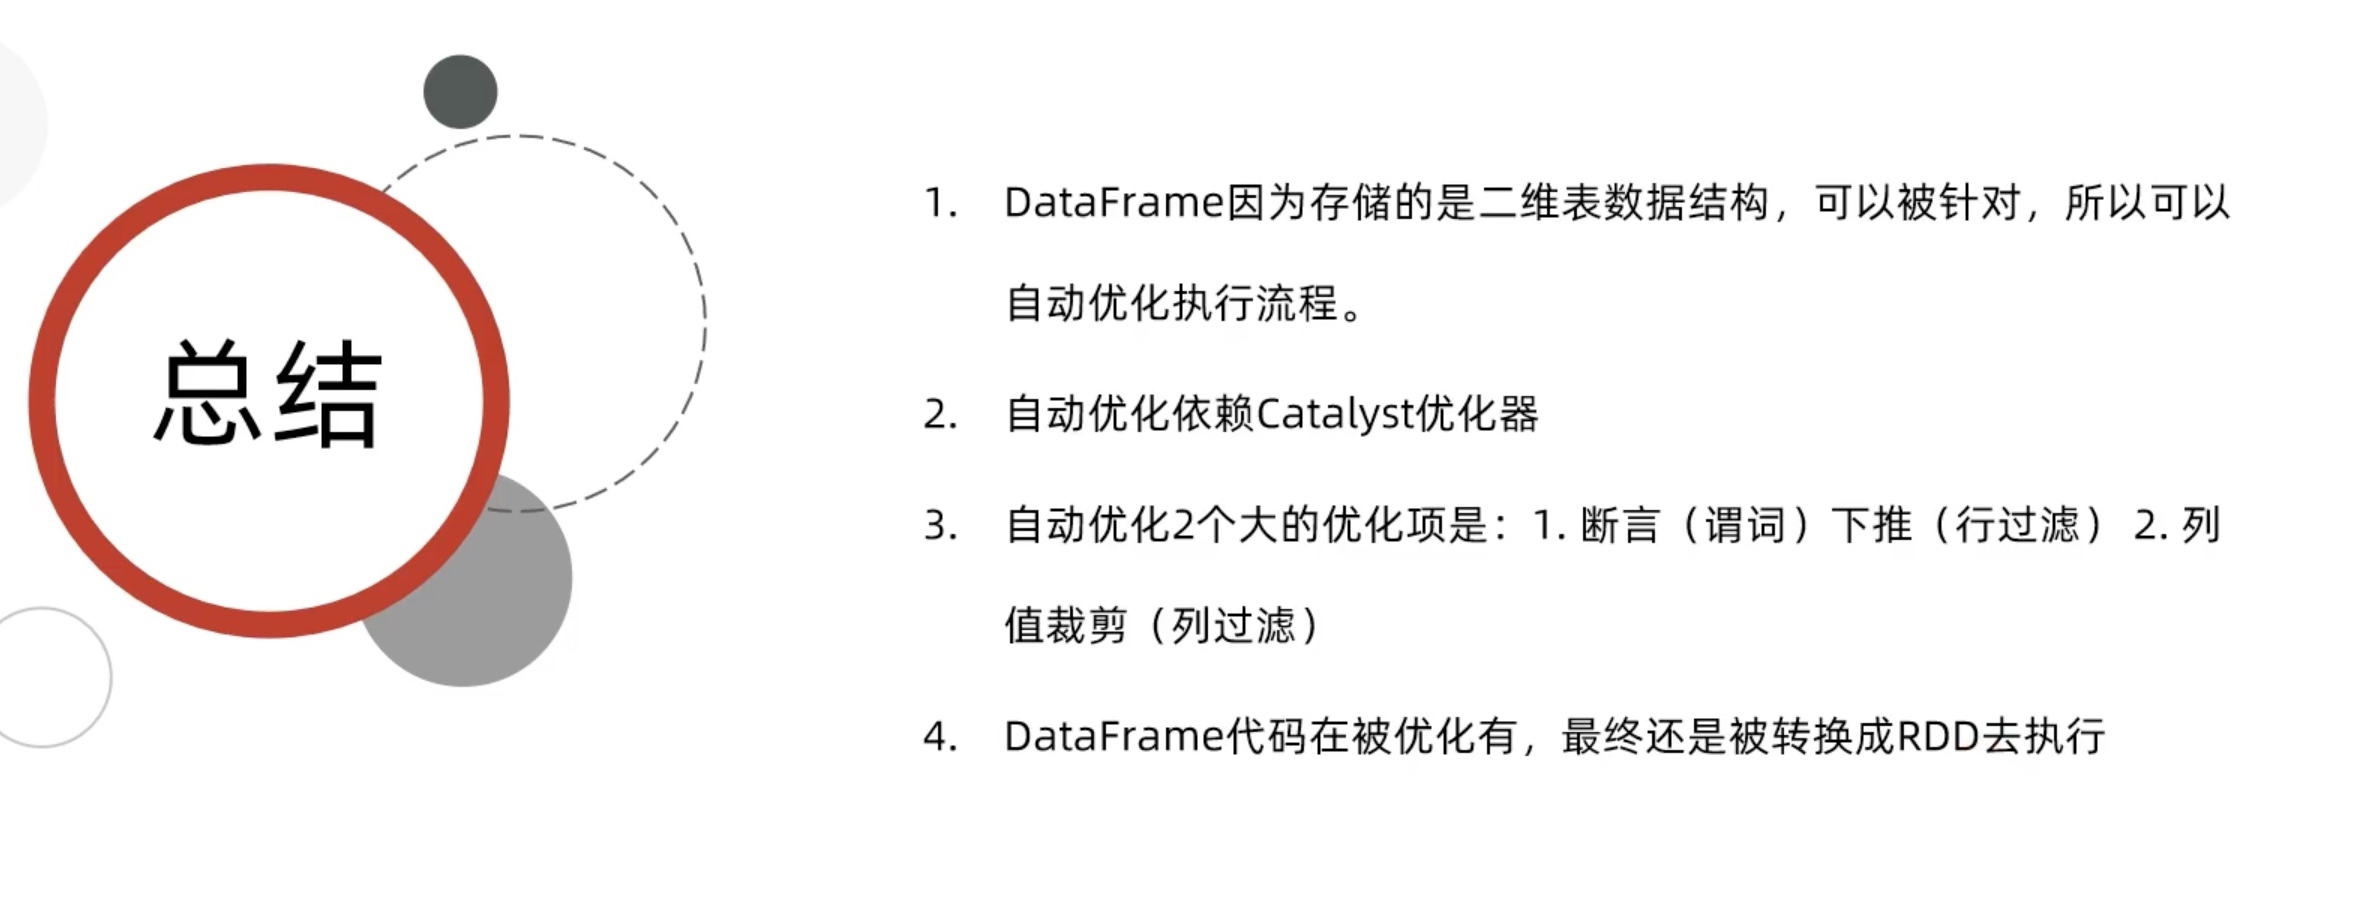 总结
1. DataFrame因为存储的是二维表数据结构，可以被针对，所以可以
自动优化执行流程。
2. 自动优化依赖Catalyst优化器
3. 自动优化2个大的优化项是：1. 断言（谓词）下推（行过滤） 2. 列
值裁剪（列过滤）
4. DataFrame代码在被优化有，最终还是被转换成RDD去执行